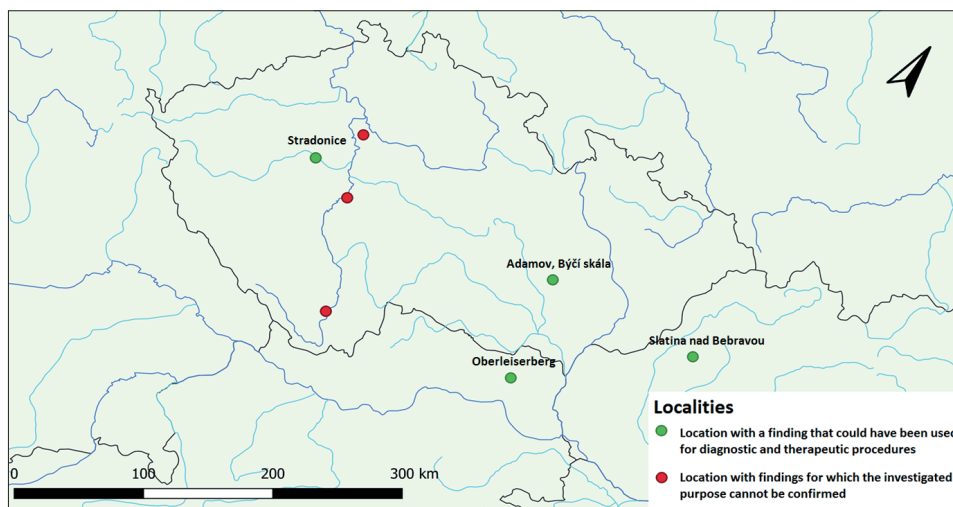 Stradonice
Adamov, Býčí skála
Slatina nad Bebravou
Oberleiserberg
Localities
Location with a finding that could have been used
for diagnostic and therapeutic procedures
Location with findings for which the investigated
purpose cannot be confirmed
0 100 200 300 km